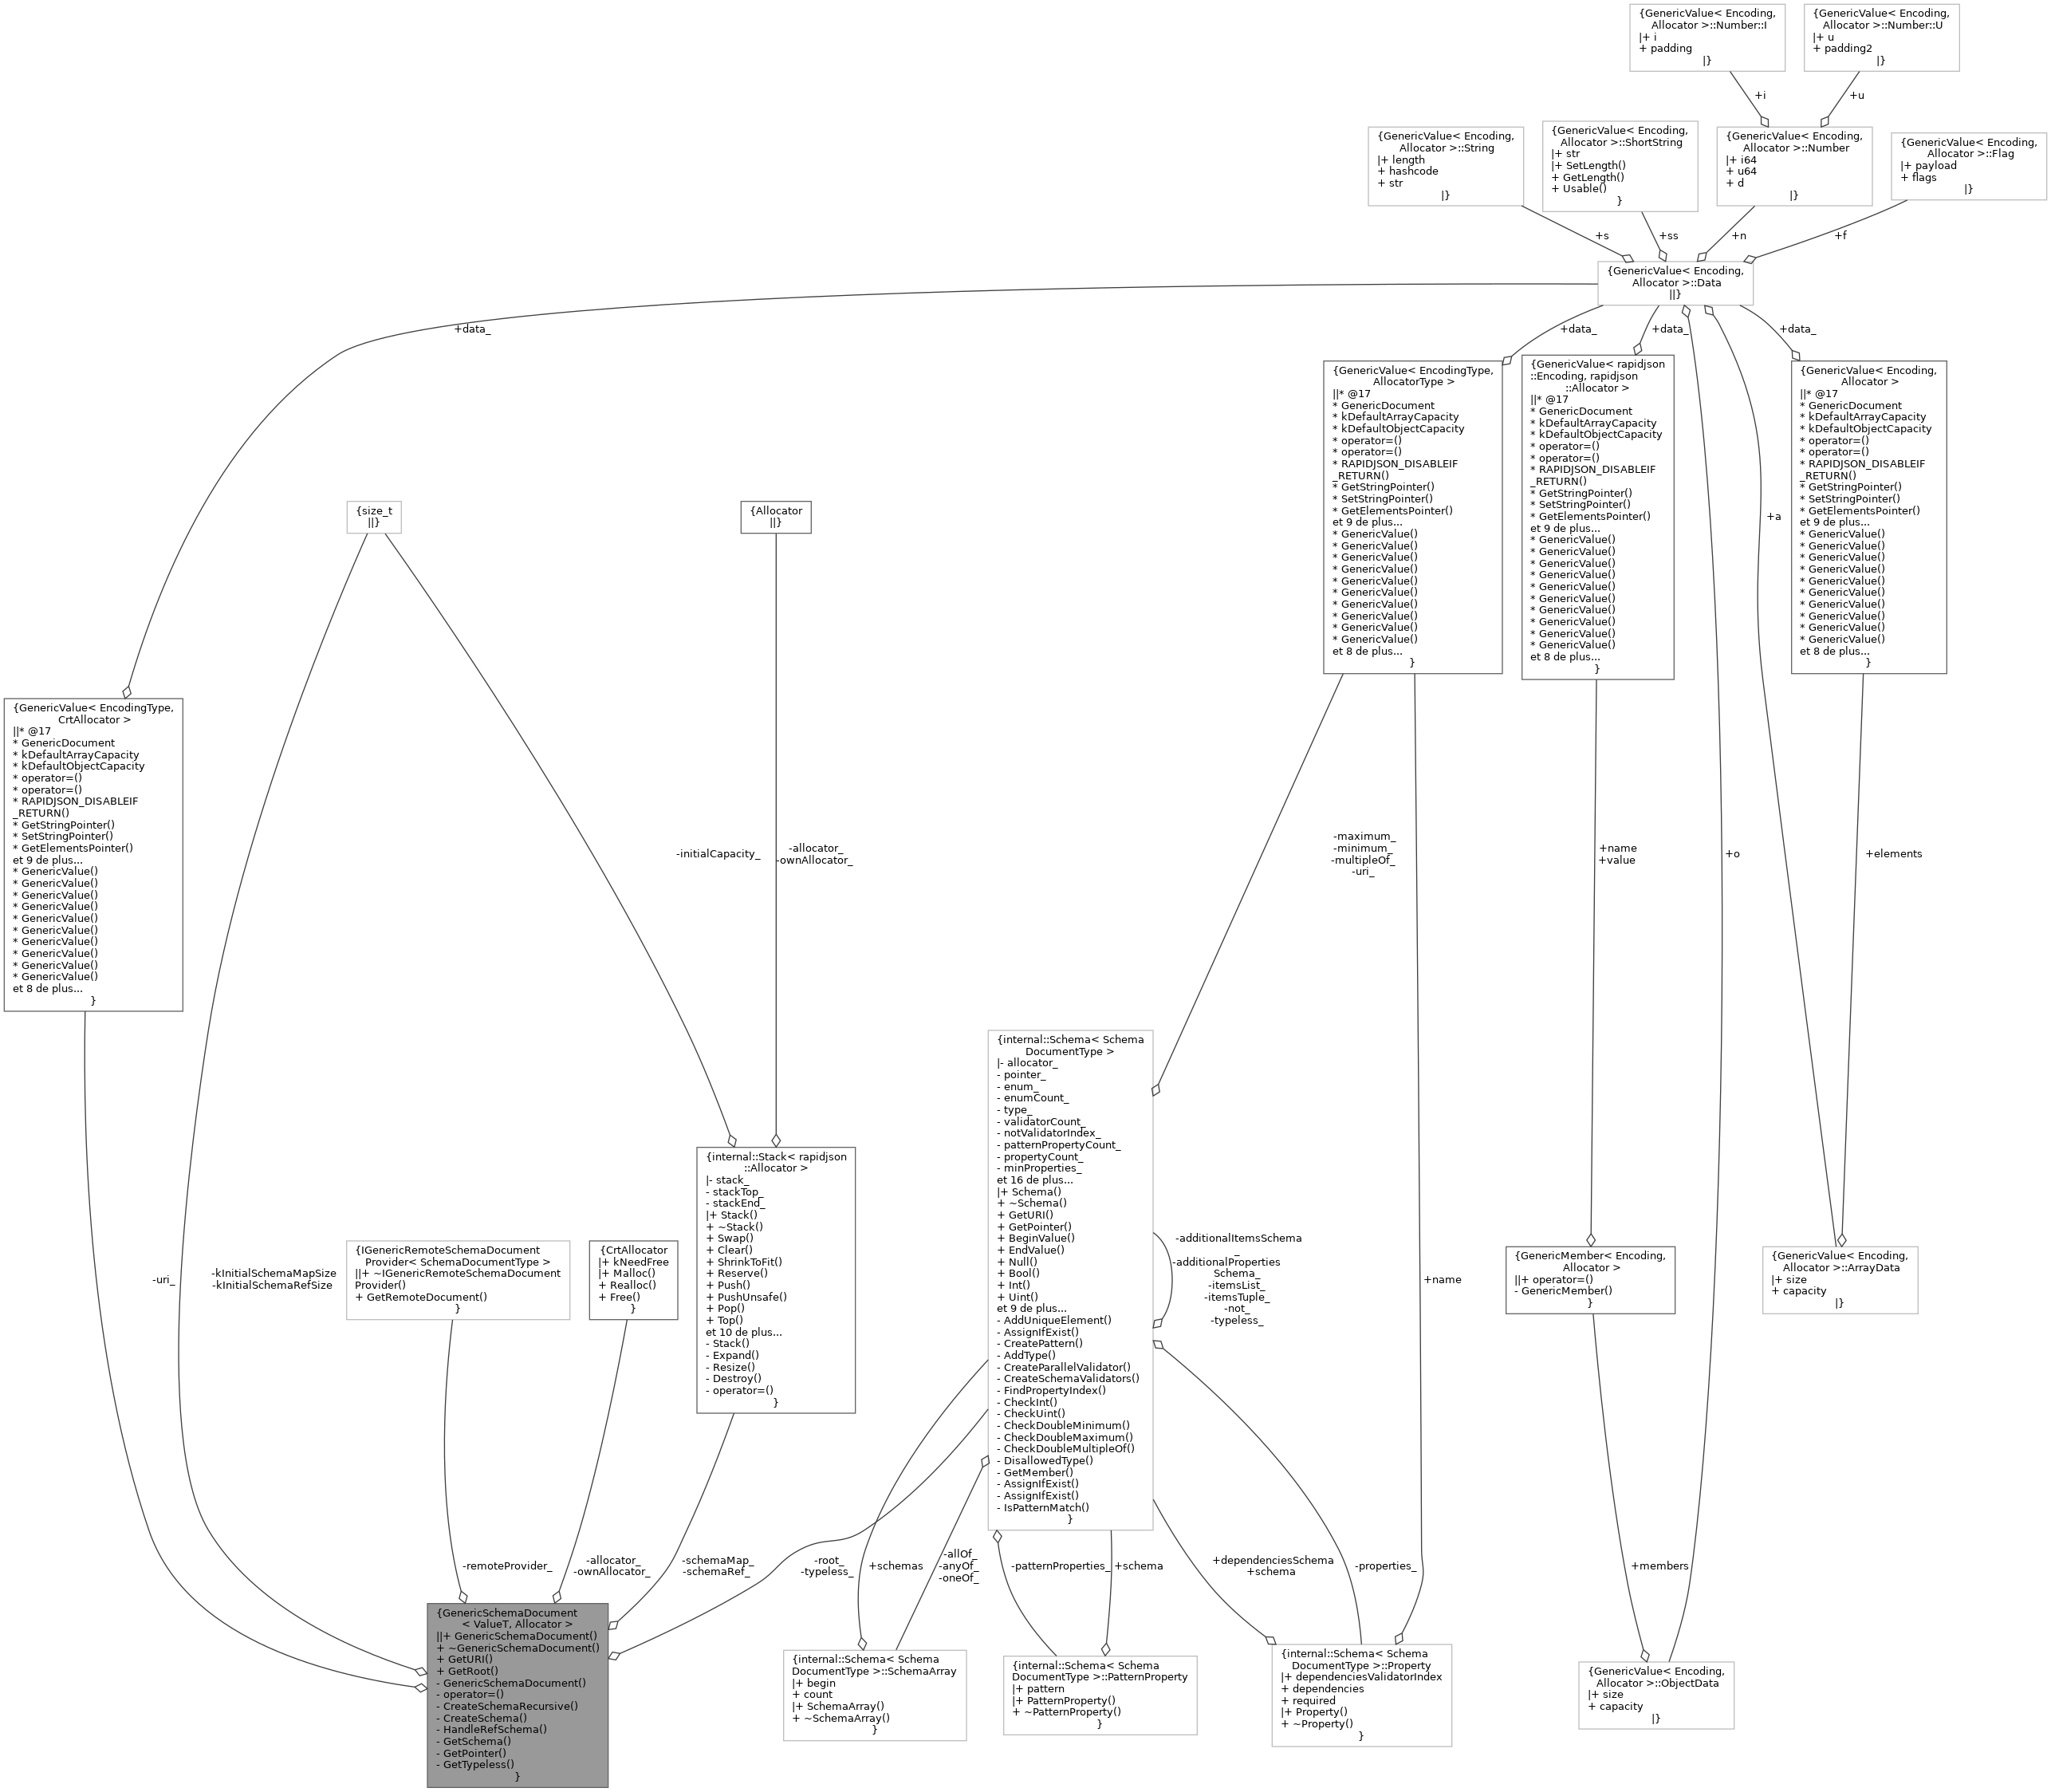 {GenericValue< Encoding,
Allocator >::Number::I
|+ i
+ padding
|}
{GenericValue< Encoding,
Allocator >::Number::U
|+ u
+ padding2
|}
+i
+u
{GenericValue< Encoding,
Allocator >::String
|+ length
+ hashcode
+ str
|}
{GenericValue< Encoding,
Allocator >::ShortString
|+ str
|+ SetLength()
+ GetLength()
+ Usable()
}
{GenericValue< Encoding,
Allocator >::Number
|+ i64
+ u64
+ d
|}
{GenericValue< Encoding,
Allocator >::Flag
|+ payload
+ flags
|}
+s
+ss
+n
+f
{GenericValue< Encoding,
Allocator >::Data
||}
+data_
+data_
+data_
+data_
{GenericValue< EncodingType,
AllocatorType >
||* @17
* GenericDocument
* kDefaultArrayCapacity
* kDefaultObjectCapacity
* operator=()
* operator=()
* RAPIDJSON_DISABLEIF
_RETURN()
* GetStringPointer()
* SetStringPointer()
* GetElementsPointer()
et 9 de plus...
* GenericValue()
* GenericValue()
* GenericValue()
* GenericValue()
* GenericValue()
* GenericValue()
* GenericValue()
* GenericValue()
* GenericValue()
* GenericValue()
et 8 de plus...
}
{GenericValue< rapidjson
::Encoding, rapidjson
::Allocator >
||* @17
* GenericDocument
* kDefaultArrayCapacity
* kDefaultObjectCapacity
* operator=()
* operator=()
* RAPIDJSON_DISABLEIF
_RETURN()
* GetStringPointer()
* SetStringPointer()
* GetElementsPointer()
et 9 de plus...
* GenericValue()
* GenericValue()
* GenericValue()
* GenericValue()
* GenericValue()
* GenericValue()
* GenericValue()
* GenericValue()
* GenericValue()
* GenericValue()
et 8 de plus...
}
{GenericValue< Encoding,
Allocator >
||* @17
* GenericDocument
* kDefaultArrayCapacity
* kDefaultObjectCapacity
* operator=()
* operator=()
* RAPIDJSON_DISABLEIF
_RETURN()
* GetStringPointer()
* SetStringPointer()
* GetElementsPointer()
et 9 de plus...
* GenericValue()
* GenericValue()
* GenericValue()
* GenericValue()
* GenericValue()
* GenericValue()
* GenericValue()
* GenericValue()
* GenericValue()
* GenericValue()
et 8 de plus...
}
+a
{size_t
||}
{Allocator
||}
{GenericValue< EncodingType,
CrtAllocator >
||* @17
* GenericDocument
* kDefaultArrayCapacity
* kDefaultObjectCapacity
* operator=()
* operator=()
* RAPIDJSON_DISABLEIF
_RETURN()
* GetStringPointer()
* SetStringPointer()
* GetElementsPointer()
et 9 de plus...
* GenericValue()
* GenericValue()
* GenericValue()
* GenericValue()
* GenericValue()
* GenericValue()
* GenericValue()
* GenericValue()
* GenericValue()
* GenericValue()
et 8 de plus...
}
-initialCapacity_
-allocator_
-ownAllocator_
-maximum_
-minimum_
-multipleOf_
-uri_
+name
+value
+o
+elements
{internal::Schema< Schema
DocumentType >
|- allocator_
- pointer_
- enum_
- enumCount_
- type_
- validatorCount_
- notValidatorIndex_
- patternPropertyCount_
- propertyCount_
- minProperties_
et 16 de plus...
|+ Schema()
+ ~Schema()
+ GetURI()
+ GetPointer()
+ BeginValue()
+ EndValue()
+ Null()
+ Bool()
+ Int()
+ Uint()
et 9 de plus...
- AddUniqueElement()
- AssignIfExist()
- CreatePattern()
- AddType()
- CreateParallelValidator()
- CreateSchemaValidators()
- FindPropertyIndex()
- CheckInt()
- CheckUint()
- CheckDoubleMinimum()
- CheckDoubleMaximum()
- CheckDoubleMultipleOf()
- DisallowedType()
- GetMember()
- AssignIfExist()
- AssignIfExist()
- IsPatternMatch()
}
{internal::Stack< rapidjson
::Allocator >
|- stack_
- stackTop_
- stackEnd_
|+ Stack()
+ ~Stack()
+ Swap()
+ Clear()
+ ShrinkToFit()
+ Reserve()
+ Push()
+ PushUnsafe()
+ Pop()
+ Top()
et 10 de plus...
- Stack()
- Expand()
- Resize()
- Destroy()
- operator=()
}
-uri_
-kInitialSchemaMapSize
-kInitialSchemaRefSize
{IGenericRemoteSchemaDocument
Provider< SchemaDocumentType >
||+ ~IGenericRemoteSchemaDocument
Provider()
+ GetRemoteDocument()
}
{CrtAllocator
|+ kNeedFree
|+ Malloc()
+ Realloc()
+ Free()
}
-additionalItemsSchema
_
-additionalProperties
Schema_
-itemsList_
-itemsTuple_
-not_
-typeless_
+name
{GenericMember< Encoding,
Allocator >
||+ operator=()
- GenericMember()
}
{GenericValue< Encoding,
Allocator >::ArrayData
|+ size
+ capacity
|}
-remoteProvider_
-allocator_
-ownAllocator_
-schemaMap_
-schemaRef_
-root_
-typeless_
+schemas
-allOf_
-anyOf_
-oneOf_
-patternProperties_
+schema
+dependenciesSchema
+schema
-properties_
+members
{GenericSchemaDocument
< ValueT, Allocator >
||+ GenericSchemaDocument()
+ ~GenericSchemaDocument()
+ GetURI()
+ GetRoot()
- GenericSchemaDocument()
- operator=()
- CreateSchemaRecursive()
- CreateSchema()
- HandleRefSchema()
- GetSchema()
- GetPointer()
- GetTypeless()
}
{internal::Schema< Schema
DocumentType >::SchemaArray
|+ begin
+ count
|+ SchemaArray()
+ ~SchemaArray()
}
{internal::Schema< Schema
DocumentType >::PatternProperty
|+ pattern
|+ PatternProperty()
+ ~PatternProperty()
}
{internal::Schema< Schema
DocumentType >::Property
|+ dependenciesValidatorIndex
+ dependencies
+ required
|+ Property()
+ ~Property()
}
{GenericValue< Encoding,
Allocator >::ObjectData
|+ size
+ capacity
|}